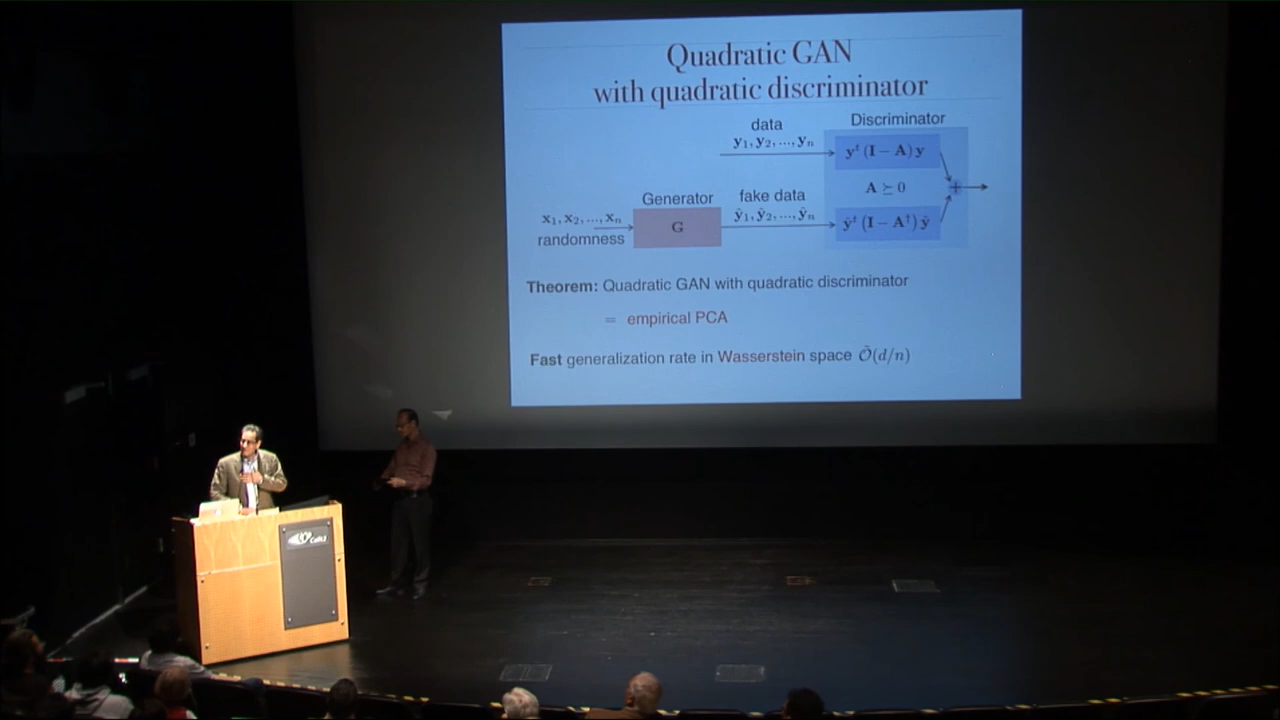 Quadratic GAN
with quadratic discriminator
data
y₁, y₂, ..., yₙ
Discriminator
yᵗ (I − A) y
A ⪰ 0
+
Generator
G
fake data
ŷ₁, ŷ₂, ..., ŷₙ
x₁, x₂, ..., xₙ
randomness
ŷᵗ (I − A†) ŷ
Theorem: Quadratic GAN with quadratic discriminator
= empirical PCA
Fast generalization rate in Wasserstein space Õ(d/n)
Calit2